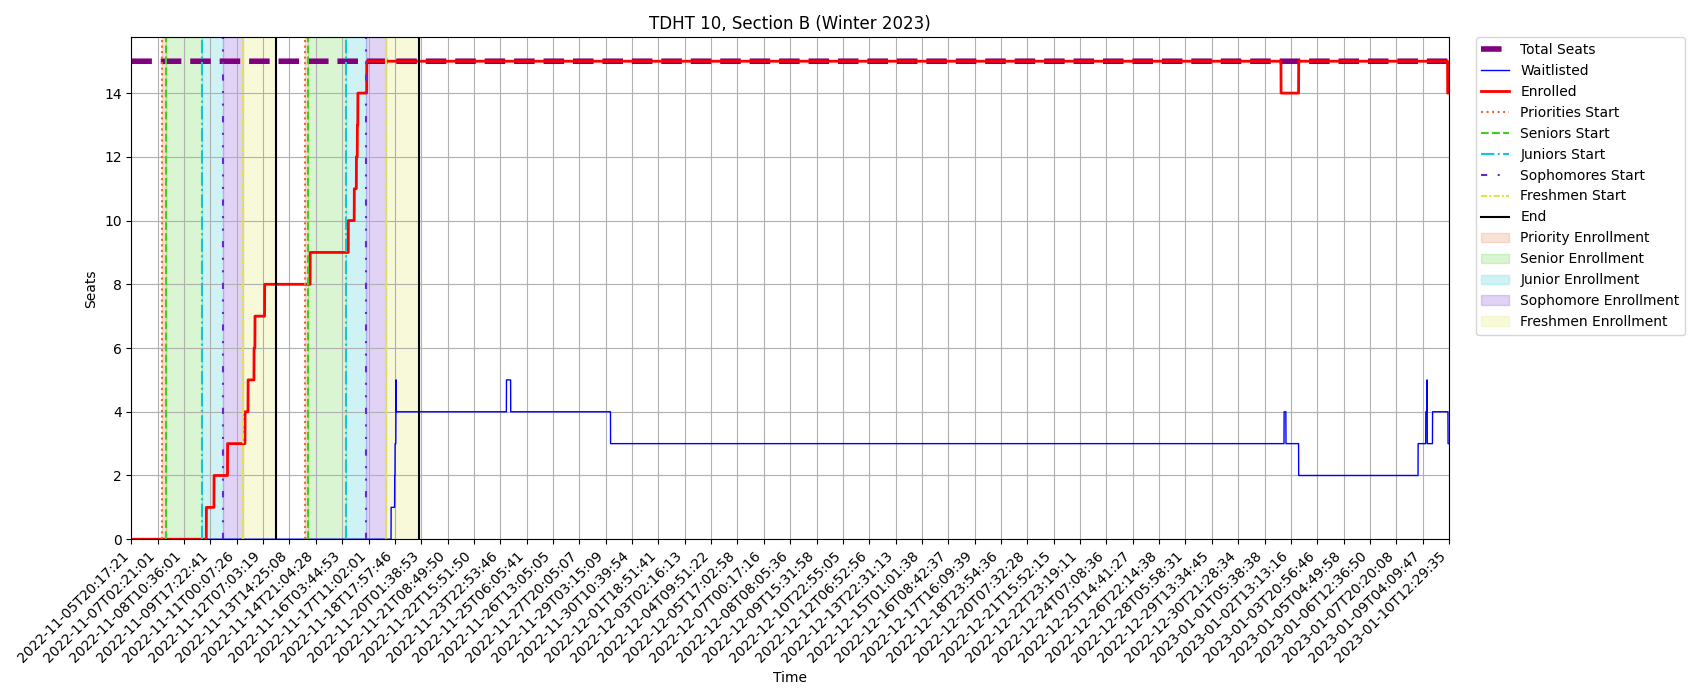 TDHT 10, Section B (Winter 2023)
Seats
14
12
10
8
6
4
2
0
2022-11-05T20:17:21
2022-11-07T02:21:01
2022-11-08T10:36:01
2022-11-09T17:22:41
2022-11-11T00:07:26
2022-11-12T07:03:19
2022-11-13T14:25:08
2022-11-14T21:04:28
2022-11-16T03:44:53
2022-11-17T11:02:01
2022-11-18T17:57:46
2022-11-20T01:38:53
2022-11-21T08:49:50
2022-11-22T15:51:50
2022-11-23T22:53:46
2022-11-25T06:05:41
2022-11-26T13:05:05
2022-11-27T20:05:07
2022-11-29T03:15:09
2022-11-30T10:39:54
2022-12-01T18:51:41
2022-12-03T02:16:13
2022-12-04T09:51:22
2022-12-05T17:02:58
2022-12-07T00:17:16
2022-12-08T08:05:36
2022-12-09T15:31:58
2022-12-10T22:55:05
2022-12-12T06:52:56
2022-12-13T22:31:13
2022-12-15T01:01:38
2022-12-16T08:42:37
2022-12-17T16:09:39
2022-12-18T23:54:36
2022-12-20T07:32:28
2022-12-21T15:52:15
2022-12-22T23:19:11
2022-12-24T07:08:36
2022-12-25T14:41:27
2022-12-26T22:14:38
2022-12-28T05:58:31
2022-12-29T13:34:45
2022-12-30T21:28:34
2023-01-01T05:38:38
2023-01-02T13:13:16
2023-01-03T20:56:46
2023-01-05T04:49:58
2023-01-06T12:36:50
2023-01-07T20:20:08
2023-01-09T04:09:47
2023-01-10T12:29:35
Time
Total Seats
Waitlisted
Enrolled
Priorities Start
Seniors Start
Juniors Start
Sophomores Start
Freshmen Start
End
Priority Enrollment
Senior Enrollment
Junior Enrollment
Sophomore Enrollment
Freshmen Enrollment